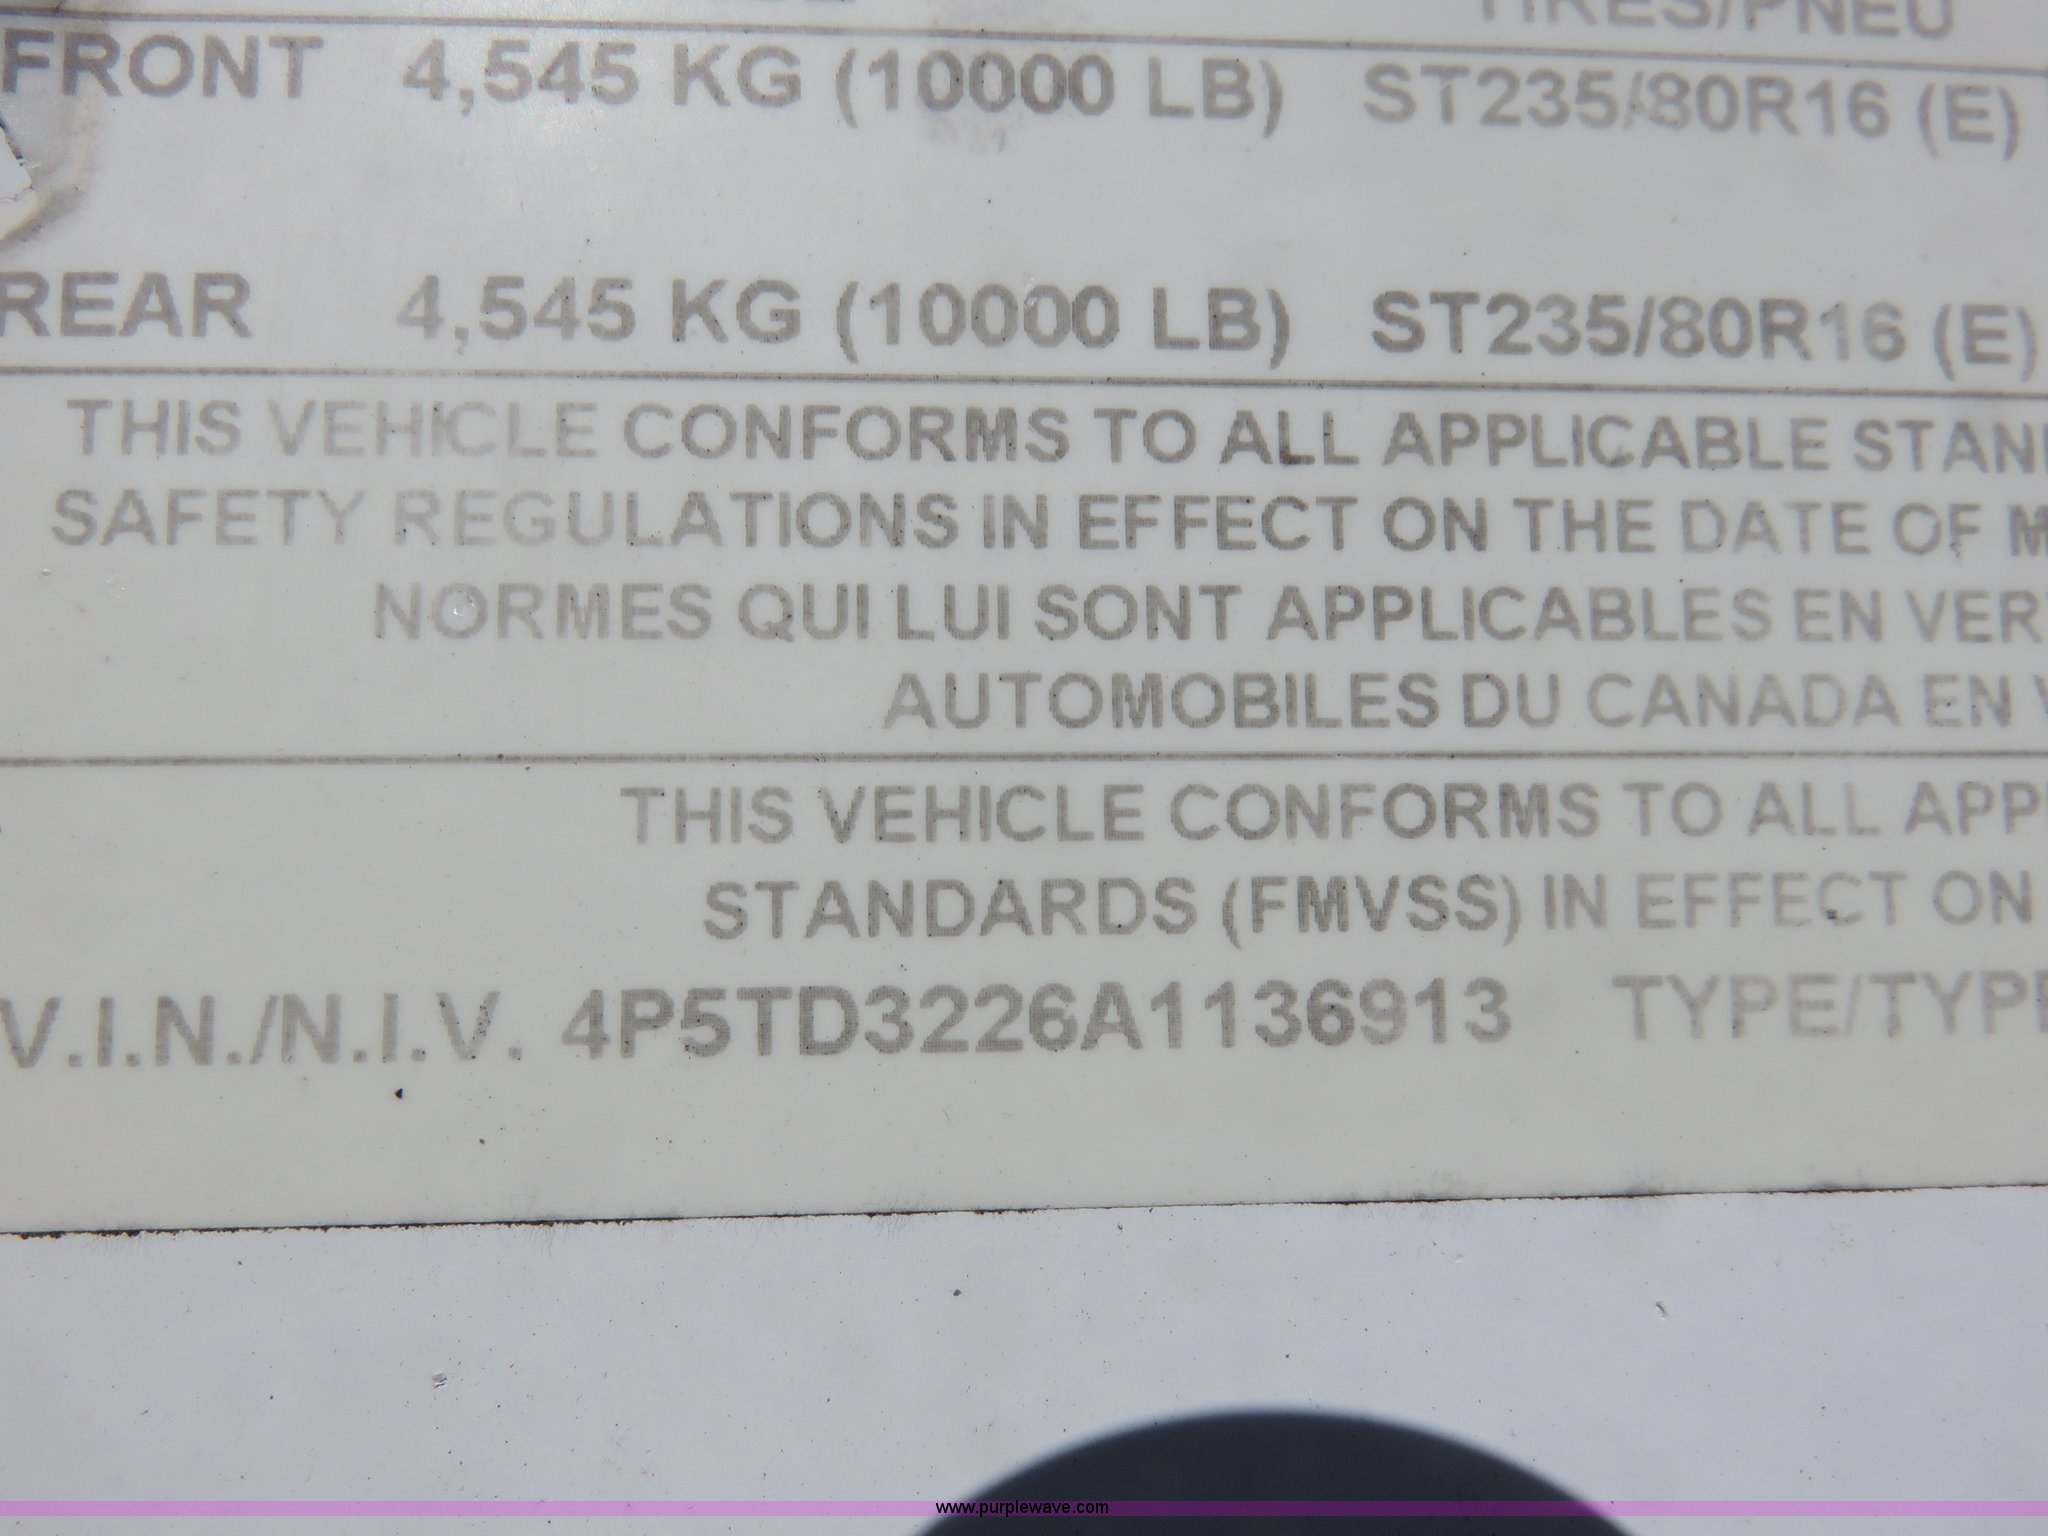 TIRES/PNEU
FRONT 4,545 KG (10000 LB) ST235/80R16 (E)
REAR 4,545 KG (10000 LB) ST235/80R16 (E)
THIS VEHICLE CONFORMS TO ALL APPLICABLE STAN
SAFETY REGULATIONS IN EFFECT ON THE DATE OF M
NORMES QUI LUI SONT APPLICABLES EN VER
AUTOMOBILES DU CANADA EN V
THIS VEHICLE CONFORMS TO ALL APP
STANDARDS (FMVSS) IN EFFECT ON
V.I.N./N.I.V. 4P5TD3226A1136913 TYPE/TYPE
www.purplewave.com